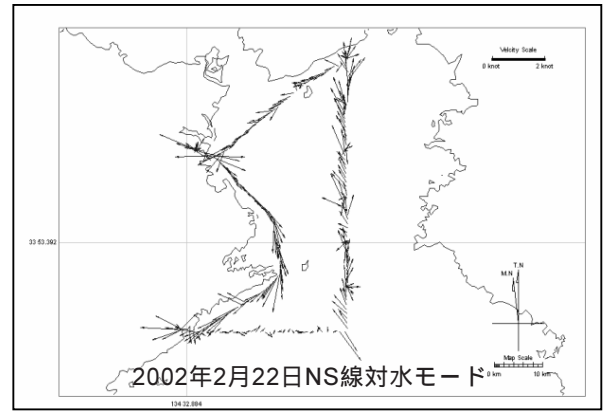 Velocity Scale
0 knot 2 knot
33 53.392
T.N
M.N
Map Scale
0 km 10 km
2002年2月22日NS線対水モード
134 32.884